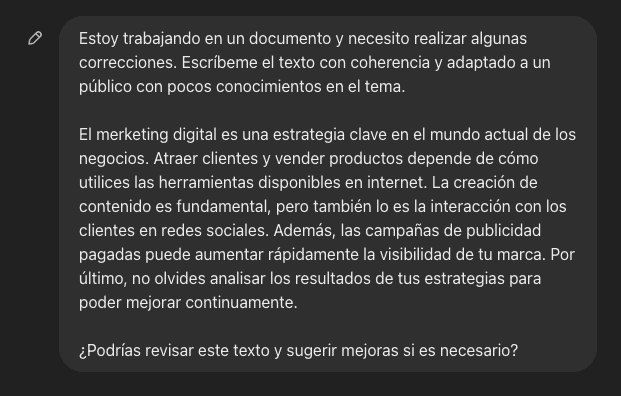 Estoy trabajando en un documento y necesito realizar algunas
correcciones. Escríbeme el texto con coherencia y adaptado a un
público con pocos conocimientos en el tema.
El merketing digital es una estrategia clave en el mundo actual de los
negocios. Atraer clientes y vender productos depende de cómo
utilices las herramientas disponibles en internet. La creación de
contenido es fundamental, pero también lo es la interacción con los
clientes en redes sociales. Además, las campañas de publicidad
pagadas puede aumentar rápidamente la visibilidad de tu marca. Por
último, no olvides analisar los resultados de tus estrategias para
poder mejorar continuamente.
¿Podrías revisar este texto y sugerir mejoras si es necesario?